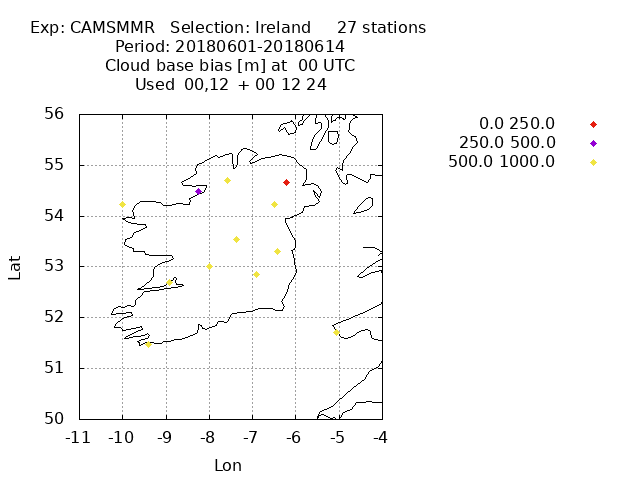 Exp: CAMSMMR   Selection: Ireland     27 stations
Period: 20180601-20180614
Cloud base bias [m] at  00 UTC
Used  00,12  + 00 12 24
0.0 250.0
250.0 500.0
500.0 1000.0
56
55
54
53
52
51
50
Lat
-11 -10 -9 -8 -7 -6 -5 -4
Lon